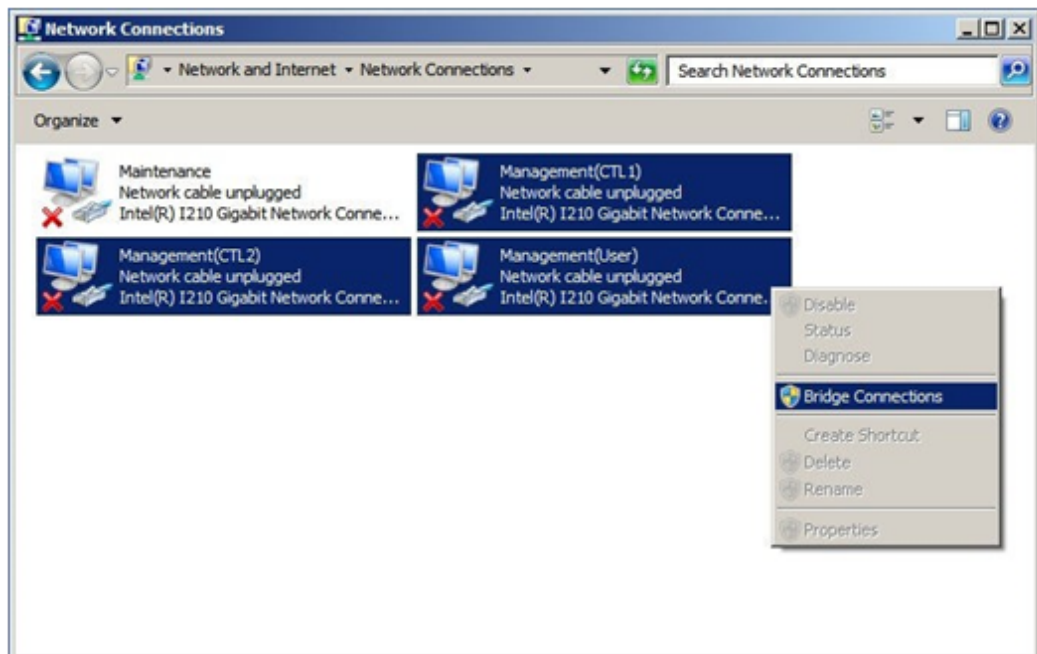 Network Connections
Network and Internet Network Connections
Search Network Connections
Organize
Maintenance
Network cable unplugged
Intel(R) I210 Gigabit Network Conne...
Management(CTL1)
Network cable unplugged
Intel(R) I210 Gigabit Network Conne...
Management(CTL2)
Network cable unplugged
Intel(R) I210 Gigabit Network Conne...
Management(User)
Network cable unplugged
Intel(R) I210 Gigabit Network Conne.
Disable
Status
Diagnose
Bridge Connections
Create Shortcut
Delete
Rename
Properties